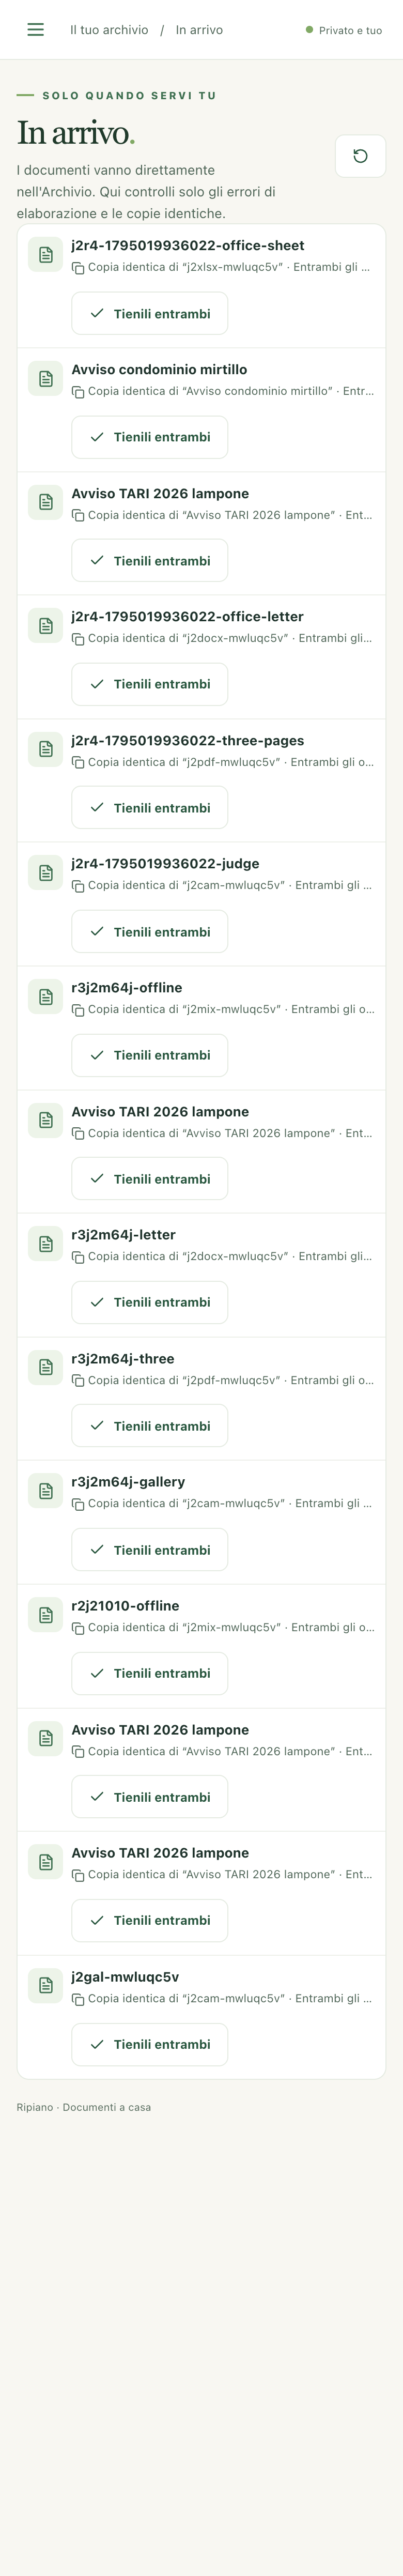 Il tuo archivio / In arrivo
Privato e tuo
SOLO QUANDO SERVI TU
In arrivo.
I documenti vanno direttamente
nell'Archivio. Qui controlli solo gli errori di
elaborazione e le copie identiche.
j2r4-1795019936022-office-sheet
Copia identica di “j2xlsx-mwluqc5v” · Entrambi gli ...
Tienili entrambi
Avviso condominio mirtillo
Copia identica di “Avviso condominio mirtillo” · Entr...
Tienili entrambi
Avviso TARI 2026 lampone
Copia identica di “Avviso TARI 2026 lampone” · Ent...
Tienili entrambi
j2r4-1795019936022-office-letter
Copia identica di “j2docx-mwluqc5v” · Entrambi gli...
Tienili entrambi
j2r4-1795019936022-three-pages
Copia identica di “j2pdf-mwluqc5v” · Entrambi gli o...
Tienili entrambi
j2r4-1795019936022-judge
Copia identica di “j2cam-mwluqc5v” · Entrambi gli ...
Tienili entrambi
r3j2m64j-offline
Copia identica di “j2mix-mwluqc5v” · Entrambi gli o...
Tienili entrambi
Avviso TARI 2026 lampone
Copia identica di “Avviso TARI 2026 lampone” · Ent...
Tienili entrambi
r3j2m64j-letter
Copia identica di “j2docx-mwluqc5v” · Entrambi gli...
Tienili entrambi
r3j2m64j-three
Copia identica di “j2pdf-mwluqc5v” · Entrambi gli o...
Tienili entrambi
r3j2m64j-gallery
Copia identica di “j2cam-mwluqc5v” · Entrambi gli ...
Tienili entrambi
r2j21010-offline
Copia identica di “j2mix-mwluqc5v” · Entrambi gli o...
Tienili entrambi
Avviso TARI 2026 lampone
Copia identica di “Avviso TARI 2026 lampone” · Ent...
Tienili entrambi
Avviso TARI 2026 lampone
Copia identica di “Avviso TARI 2026 lampone” · Ent...
Tienili entrambi
j2gal-mwluqc5v
Copia identica di “j2cam-mwluqc5v” · Entrambi gli ...
Tienili entrambi
Ripiano · Documenti a casa